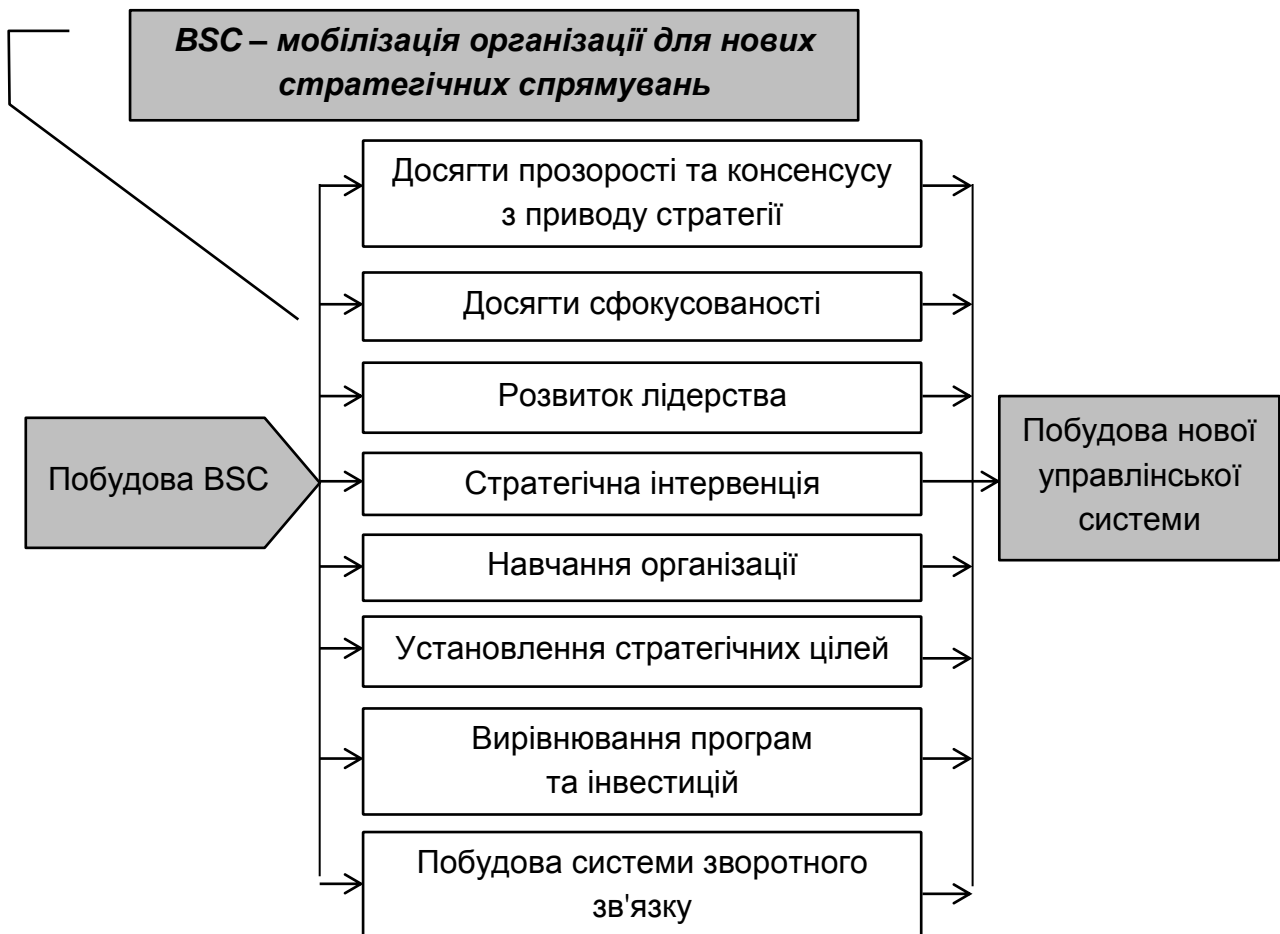 BSC – мобілізація організації для нових
стратегічних спрямувань
Досягти прозорості та консенсусу
з приводу стратегії
Досягти сфокусованості
Розвиток лідерства
Побудова BSC
Стратегічна інтервенція
Навчання організації
Установлення стратегічних цілей
Вирівнювання програм
та інвестицій
Побудова системи зворотного
зв'язку
Побудова нової
управлінської
системи